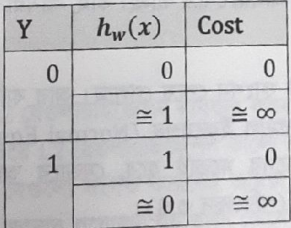 Y h_w(x) Cost
0 0 0
≅ 1 ≅ ∞
1 1 0
≅ 0 ≅ ∞